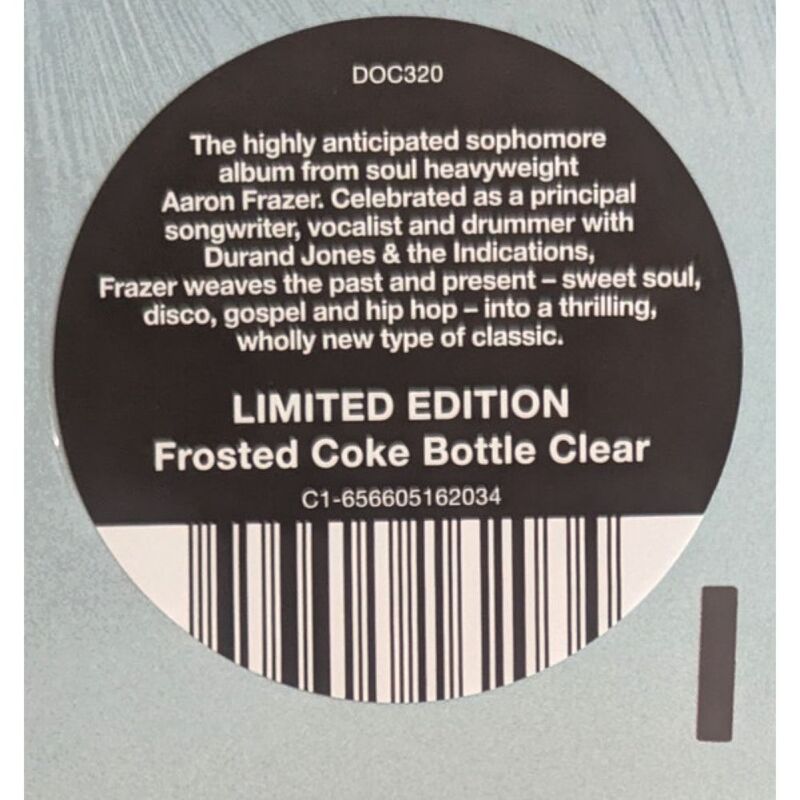 DOC320
The highly anticipated sophomore
album from soul heavyweight
Aaron Frazer. Celebrated as a principal
songwriter, vocalist and drummer with
Durand Jones & the Indications,
Frazer weaves the past and present – sweet soul,
disco, gospel and hip hop – into a thrilling,
wholly new type of classic.
LIMITED EDITION
Frosted Coke Bottle Clear
C1-656605162034